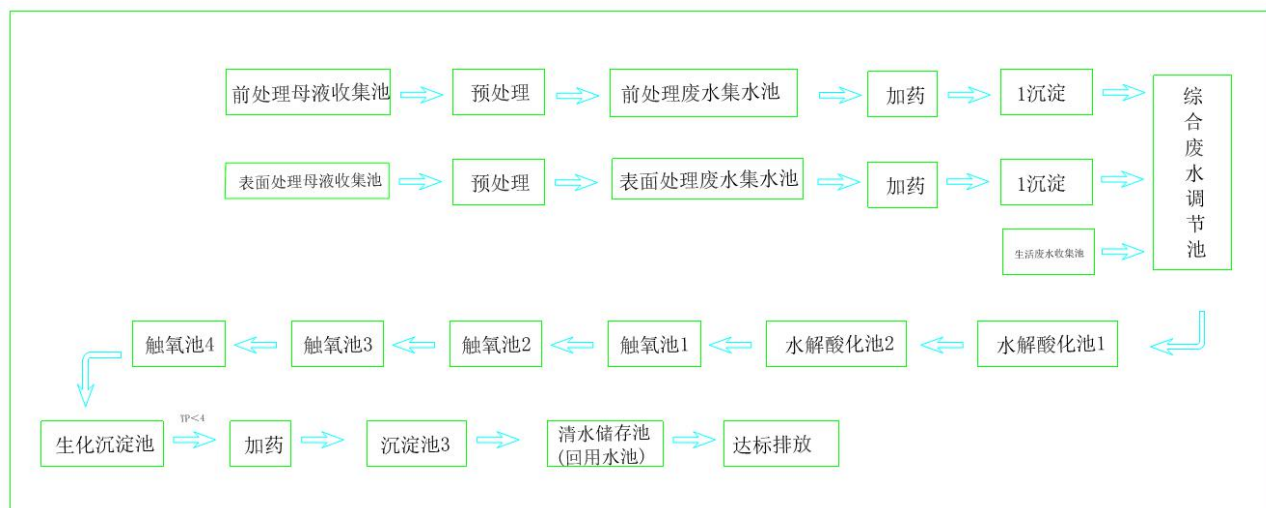 前处理母液收集池
预处理
前处理废水集水池
加药
1沉淀
综合废水调节池
表面处理母液收集池
预处理
表面处理废水集水池
加药
1沉淀
生活废水收集池
触氧池4
触氧池3
触氧池2
触氧池1
水解酸化池2
水解酸化池1
生化沉淀池
TP<4
加药
沉淀池3
清水储存池
(回用水池)
达标排放